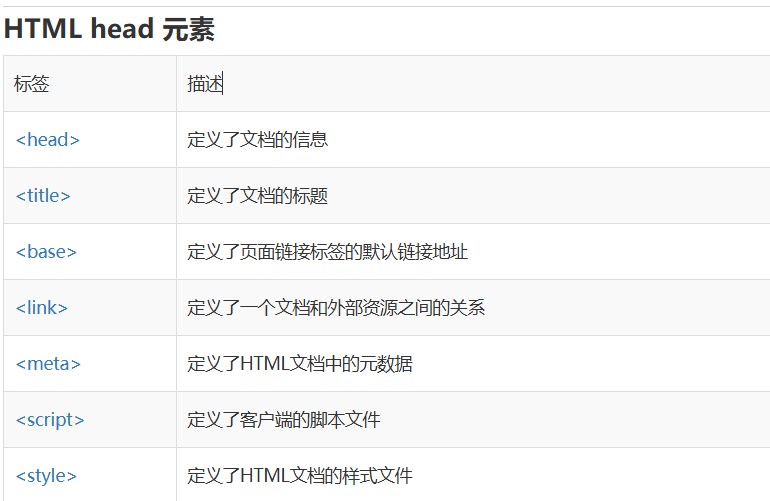 HTML head 元素
标签 描述
<head> 定义了文档的信息
<title> 定义了文档的标题
<base> 定义了页面链接标签的默认链接地址
<link> 定义了一个文档和外部资源之间的关系
<meta> 定义了HTML文档中的元数据
<script> 定义了客户端的脚本文件
<style> 定义了HTML文档的样式文件